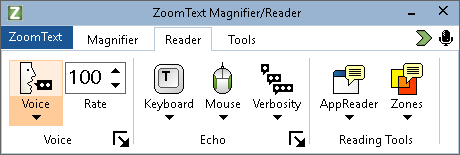 Z ZoomText Magnifier/Reader
ZoomText Magnifier Reader Tools
100 T
Voice Rate Keyboard Mouse Verbosity AppReader Zones
Voice Echo Reading Tools